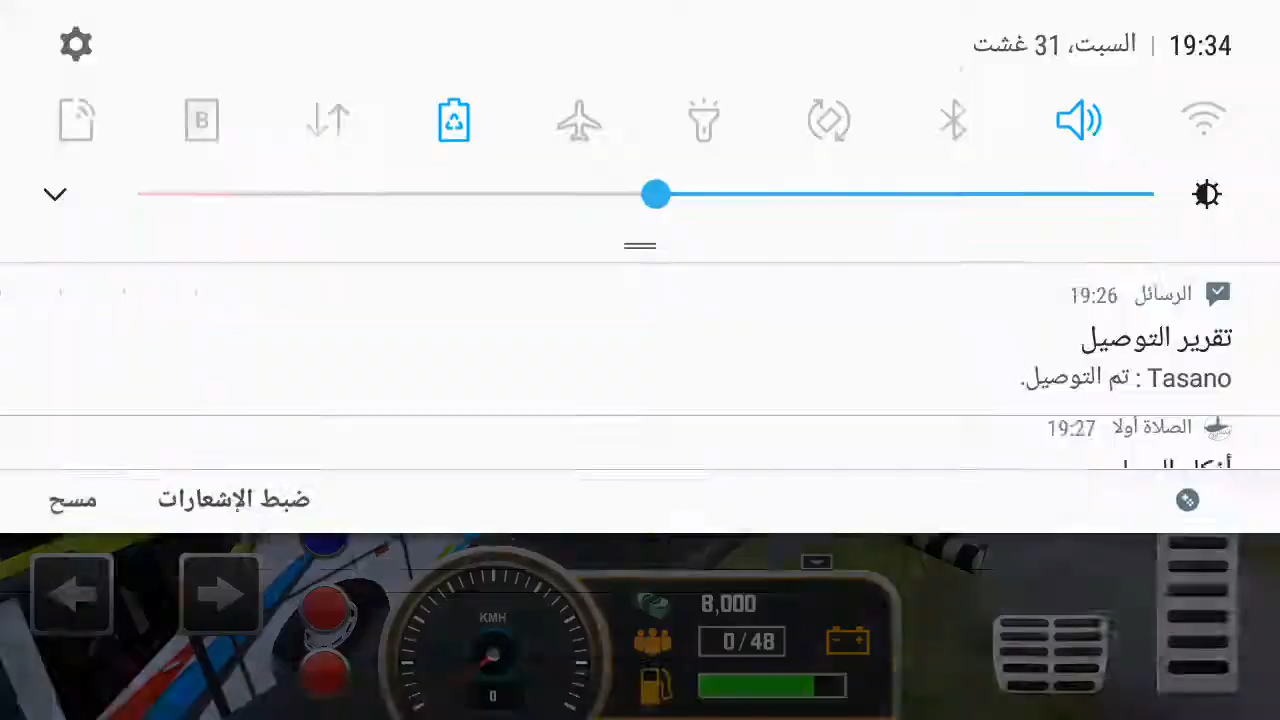 السبت، 31 غشت | 19:34
B
الرسائل 19:26
تقرير التوصيل
Tasano : تم التوصيل.
الصلاة أولا 19:27
ضبط الإشعارات
مسح
KMH
0
8,000
0/48